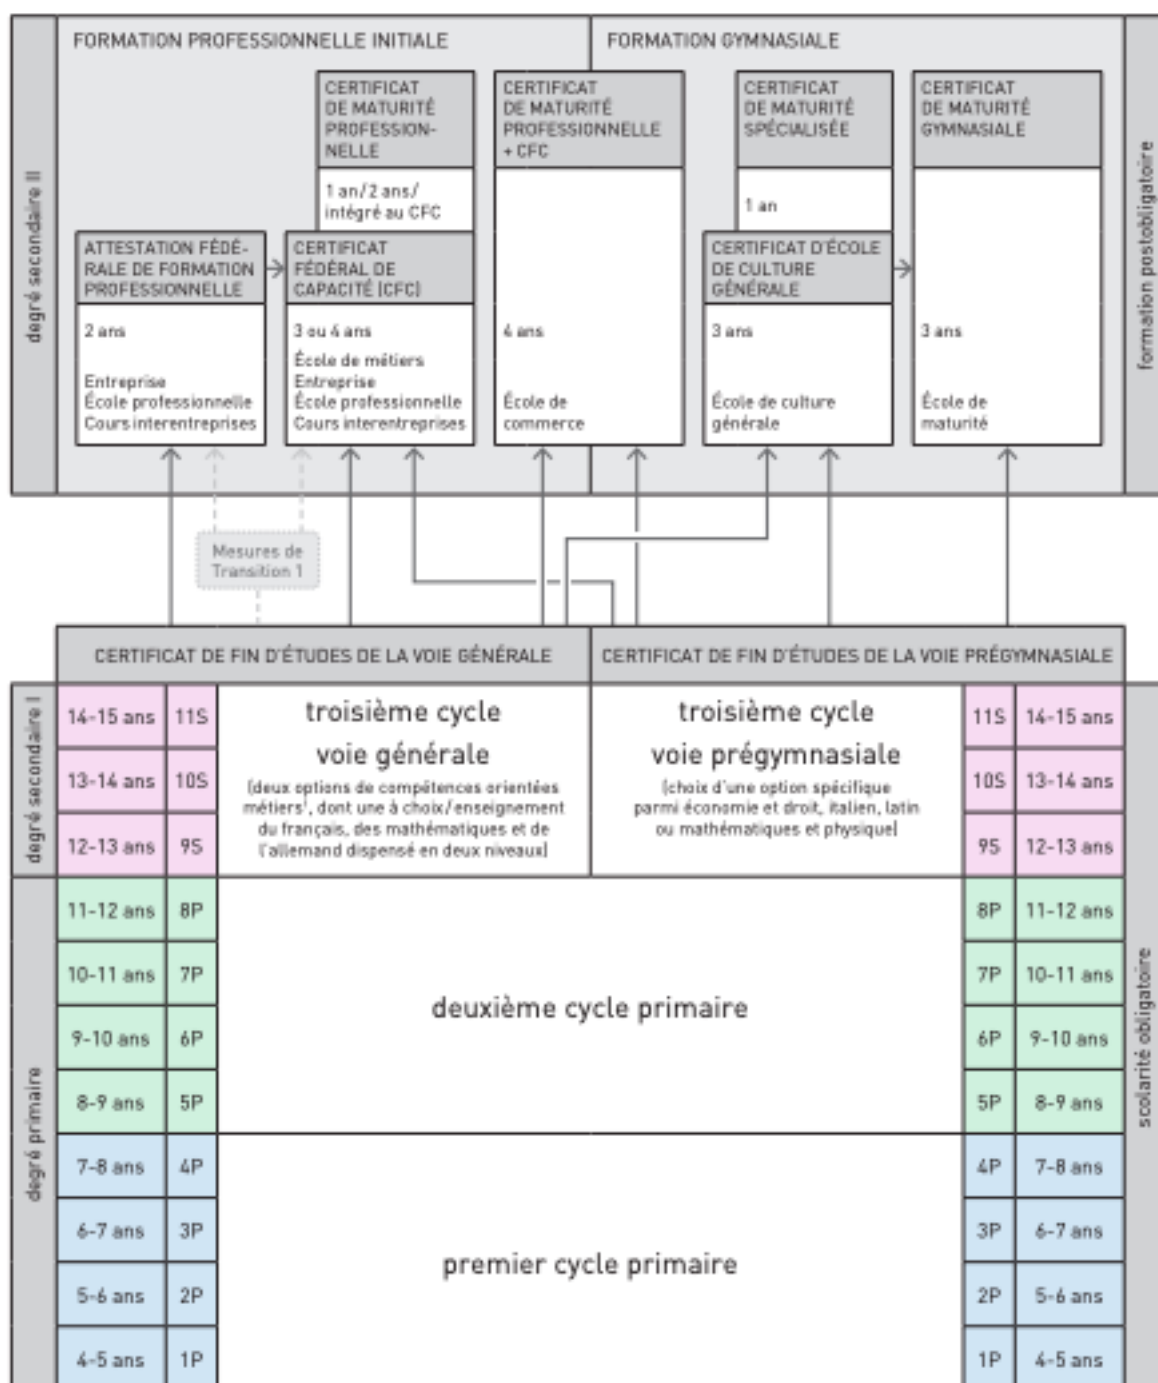 FORMATION PROFESSIONNELLE INITIALE
FORMATION GYMNASIALE
CERTIFICAT
DE MATURITÉ
PROFESSION-
NELLE
1 an/2 ans/
intégré au CFC
CERTIFICAT
DE MATURITÉ
PROFESSIONNELLE
+ CFC
CERTIFICAT
DE MATURITÉ
SPÉCIALISÉE
1 an
CERTIFICAT
DE MATURITÉ
GYMNASIALE
degré secondaire II
formation postobligatoire
ATTESTATION FÉDÉ-
RALE DE FORMATION
PROFESSIONNELLE
2 ans
Entreprise
École professionnelle
Cours interentreprises
CERTIFICAT
FÉDÉRAL DE
CAPACITÉ (CFC)
3 ou 4 ans
École de métiers
Entreprise
École professionnelle
Cours interentreprises
4 ans
École de
commerce
CERTIFICAT D'ÉCOLE
DE CULTURE
GÉNÉRALE
3 ans
École de culture
générale
3 ans
École de
maturité
Mesures de
Transition 1
CERTIFICAT DE FIN D'ÉTUDES DE LA VOIE GÉNÉRALE
CERTIFICAT DE FIN D'ÉTUDES DE LA VOIE PRÉGYMNASIALE
degré secondaire I
14-15 ans 11S
13-14 ans 10S
12-13 ans 9S
troisième cycle
voie générale
(deux options de compétences orientées
métiers¹, dont une à choix/enseignement
du français, des mathématiques et de
l'allemand dispensé en deux niveaux)
troisième cycle
voie prégymnasiale
(choix d'une option spécifique
parmi économie et droit, italien, latin
ou mathématiques et physique)
11S 14-15 ans
10S 13-14 ans
9S 12-13 ans
scolarité obligatoire
degré primaire
11-12 ans 8P
10-11 ans 7P
9-10 ans 6P
8-9 ans 5P
deuxième cycle primaire
8P 11-12 ans
7P 10-11 ans
6P 9-10 ans
5P 8-9 ans
7-8 ans 4P
6-7 ans 3P
5-6 ans 2P
4-5 ans 1P
premier cycle primaire
4P 7-8 ans
3P 6-7 ans
2P 5-6 ans
1P 4-5 ans